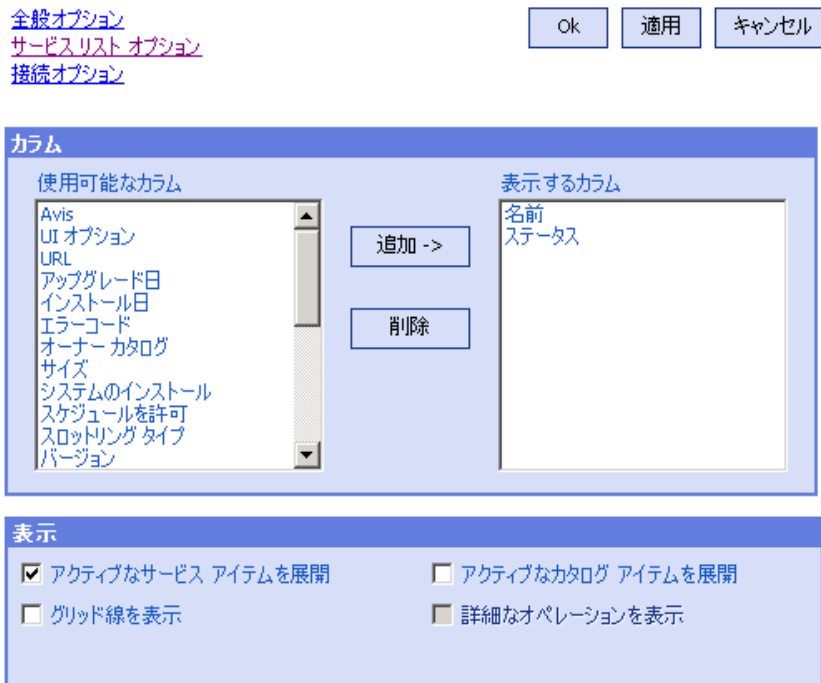 全般オプション
サービスリスト オプション
接続オプション
Ok 適用 キャンセル
カラム
使用可能なカラム
表示するカラム
Avis
UI オプション
URL
アップグレード日
インストール日
エラーコード
オーナー カタログ
サイズ
システムのインストール
スケジュールを許可
スロットリング タイプ
バージョン
追加 ->
削除
名前
ステータス
表示
アクティブなサービス アイテムを展開
アクティブなカタログ アイテムを展開
グリッド線を表示
詳細なオペレーションを表示